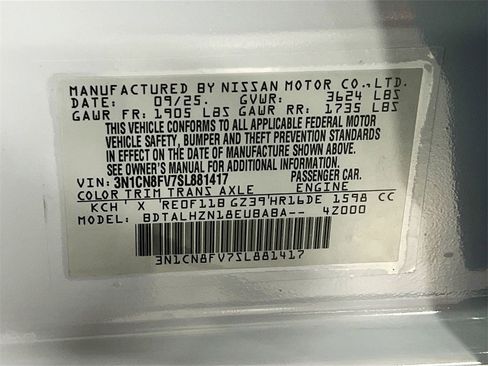 MANUFACTURED BY NISSAN MOTOR CO.,LTD.
DATE: 09/25. GVWR: 3624 LBS
GAWR FR: 1905 LBS GAWR RR: 1735 LBS
THIS VEHICLE CONFORMS TO ALL APPLICABLE FEDERAL MOTOR
VEHICLE SAFETY, BUMPER AND THEFT PREVENTION STANDARDS
IN EFFECT ON THE DATE OF MANUFACTURE SHOWN ABOVE.
SEE OWNER'S MANUAL FOR ADDITIONAL INFORMATION.
VIN: 3N1CN8FV7SL881417 PASSENGER CAR.
COLOR TRIM TRANS AXLE ENGINE
KCH X RE0F11B GZ39 HR16DE 1598 CC
MODEL: BDTALHZN18EUBABA-- 4Z000
3N1CN8FV7SL881417